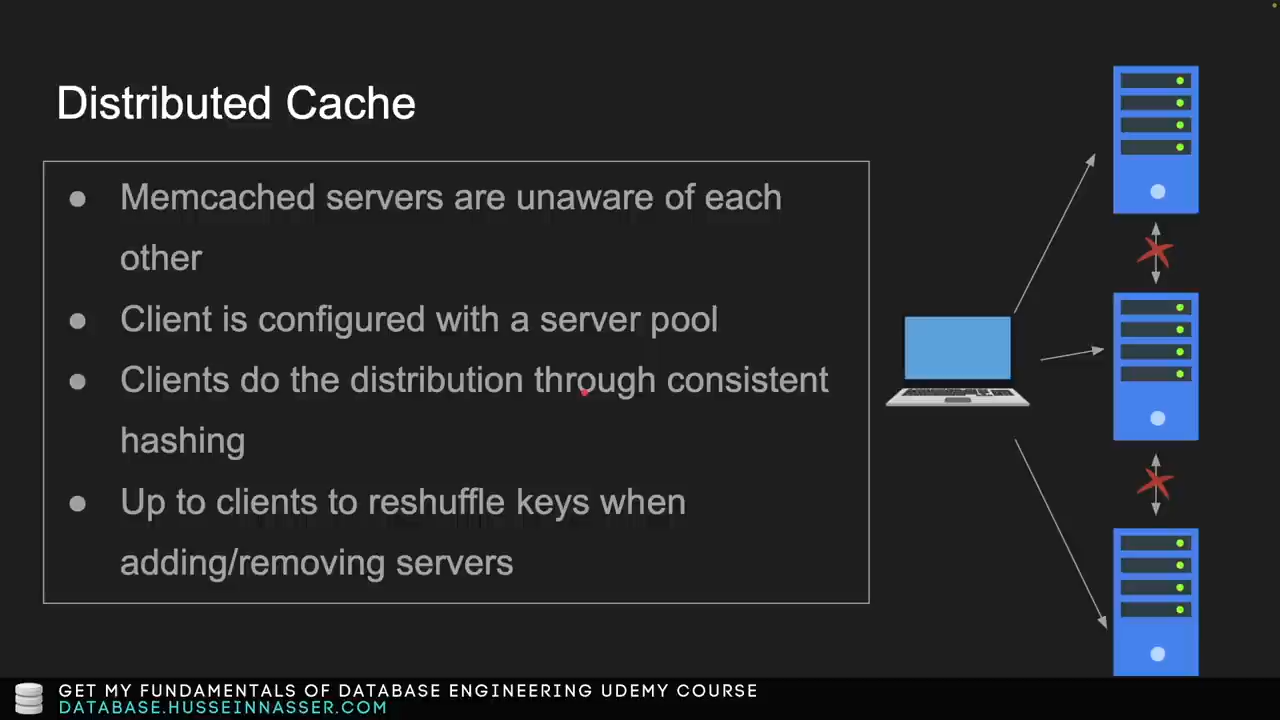 Distributed Cache
● Memcached servers are unaware of each
other
● Client is configured with a server pool
● Clients do the distribution through consistent
hashing
● Up to clients to reshuffle keys when
adding/removing servers
GET MY FUNDAMENTALS OF DATABASE ENGINEERING UDEMY COURSE
DATABASE.HUSSEINNASSER.COM